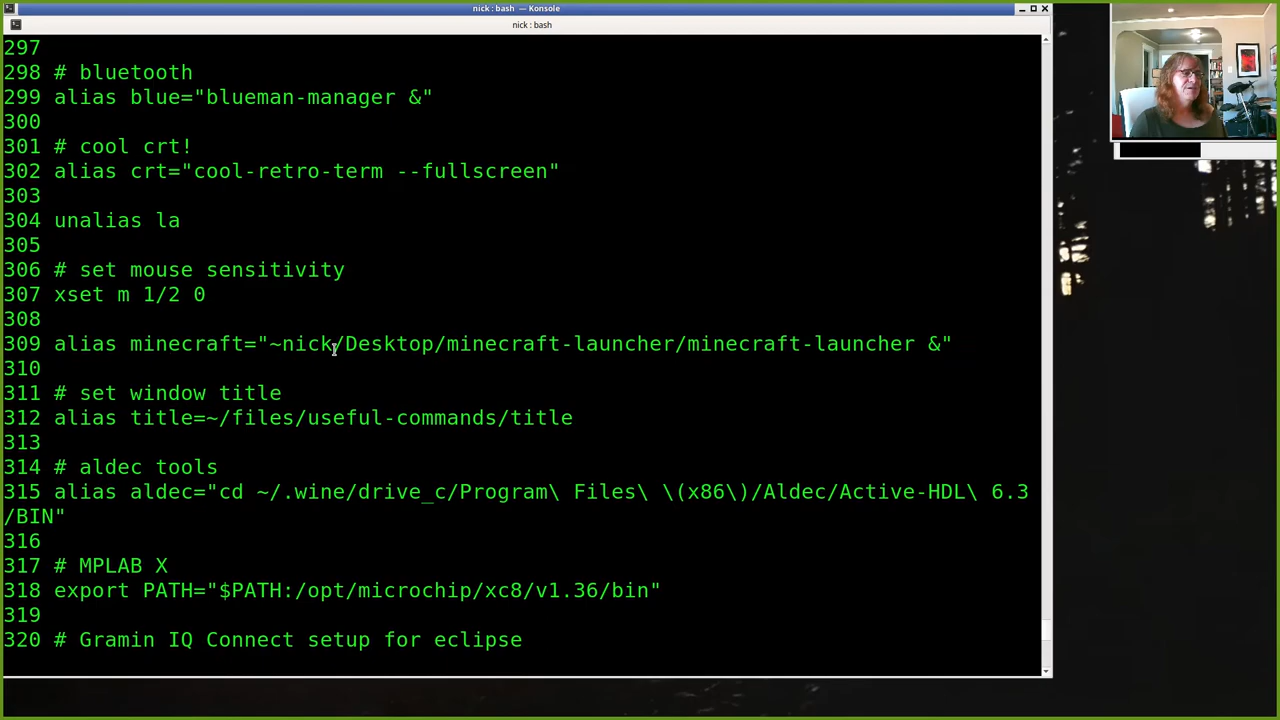 nick : bash — Konsole
nick : bash
297
298 # bluetooth
299 alias blue="blueman-manager &"
300
301 # cool crt!
302 alias crt="cool-retro-term --fullscreen"
303
304 unalias la
305
306 # set mouse sensitivity
307 xset m 1/2 0
308
309 alias minecraft="~nick/Desktop/minecraft-launcher/minecraft-launcher &"
310
311 # set window title
312 alias title=~/files/useful-commands/title
313
314 # aldec tools
315 alias aldec="cd ~/.wine/drive_c/Program\ Files\ \(x86\)/Aldec/Active-HDL\ 6.3
/BIN"
316
317 # MPLAB X
318 export PATH="$PATH:/opt/microchip/xc8/v1.36/bin"
319
320 # Gramin IQ Connect setup for eclipse